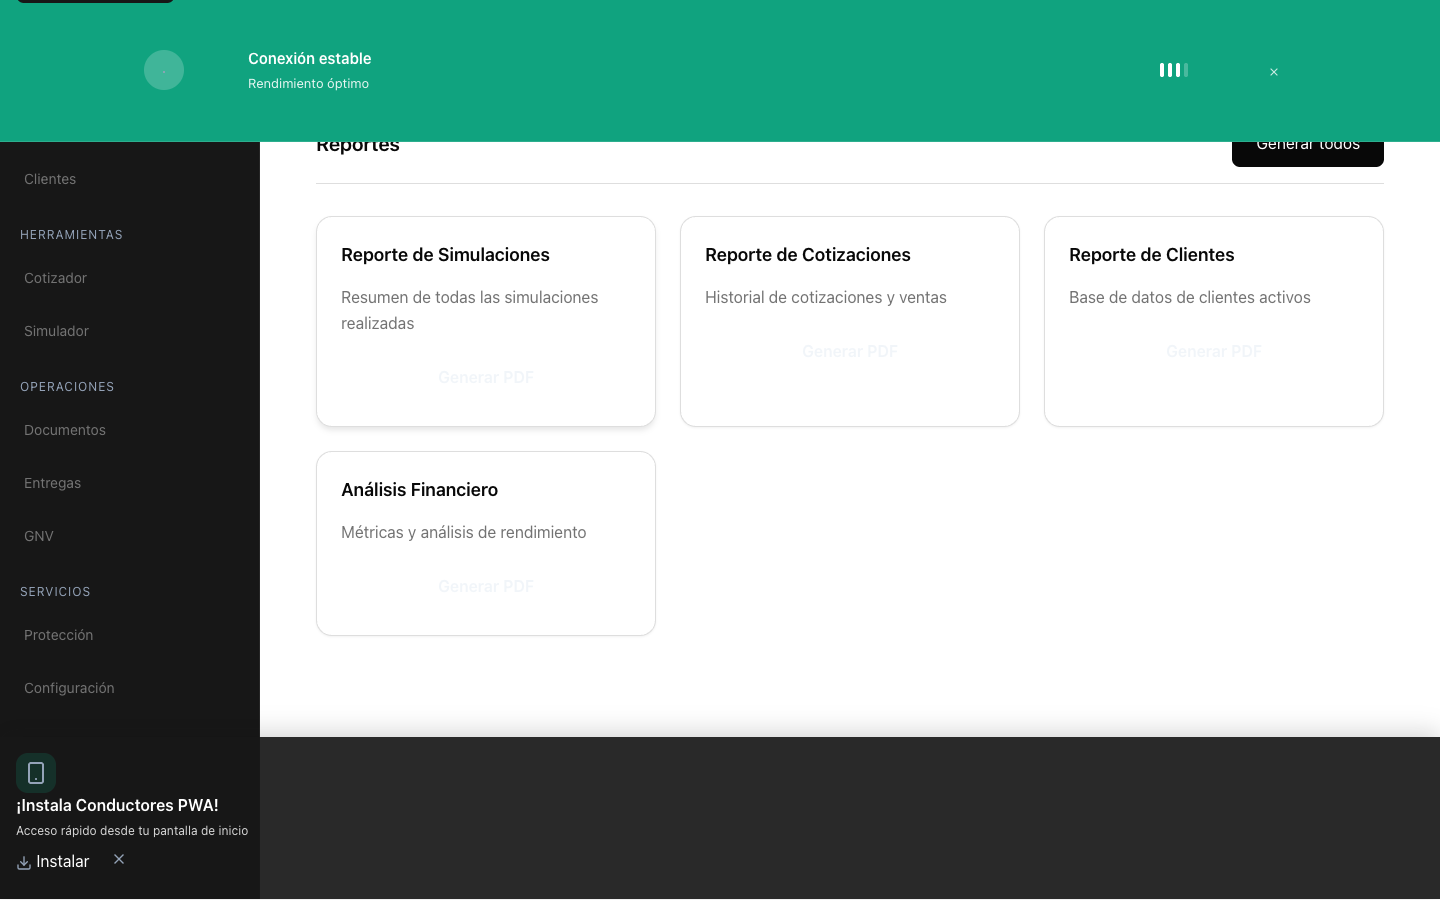 Conexión estable
Rendimiento óptimo
Clientes
HERRAMIENTAS
Cotizador
Simulador
OPERACIONES
Documentos
Entregas
GNV
SERVICIOS
Protección
Configuración
¡Instala Conductores PWA!
Acceso rápido desde tu pantalla de inicio
Instalar
Reportes
Generar todos
Reporte de Simulaciones
Resumen de todas las simulaciones
realizadas
Generar PDF
Reporte de Cotizaciones
Historial de cotizaciones y ventas
Generar PDF
Reporte de Clientes
Base de datos de clientes activos
Generar PDF
Análisis Financiero
Métricas y análisis de rendimiento
Generar PDF